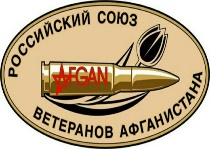 РОССИЙСКИЙ СОЮЗ
AFGAN
ВЕТЕРАНОВ АФГАНИСТАНА